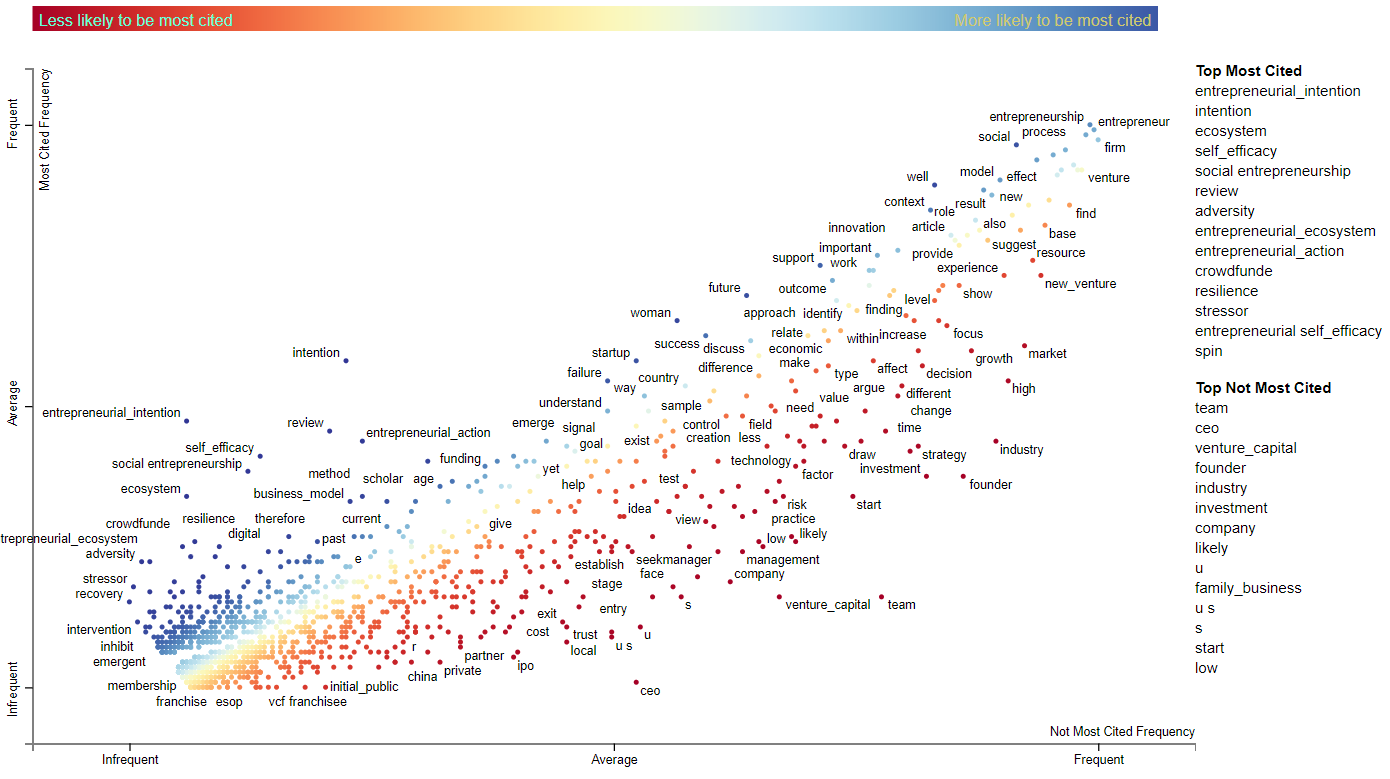 Less likely to be most cited
More likely to be most cited
Frequent
Average
Infrequent
Most Cited Frequency
entrepreneurship
entrepreneur
social
process
firm
model
effect
venture
well
context
role
result
new
find
innovation
article
also
base
important
provide
suggest
resource
support
work
experience
new_venture
future
outcome
level
show
woman
approach
identify
finding
success
discuss
relate
within
increase
focus
intention
startup
economic
growth
market
failure
country
difference
make
type
affect
decision
high
way
argue
different
entrepreneurial_intention
understand
sample
need
value
change
review
entrepreneurial_action
emerge
signal
control
field
time
self_efficacy
goal
exist
creation
less
draw
strategy
industry
social entrepreneurship
funding
yet
technology
investment
method
scholar
age
help
test
factor
founder
ecosystem
business_model
idea
risk
start
crowdfunde
resilience
therefore
current
give
view
practice
trepreneurial_ecosystem
digital
past
low
likely
adversity
e
establish
seekmanager
management
stressor
stage
face
company
recovery
entry
s
venture_capital
team
intervention
exit
cost
trust
u
inhibit
r
local
u s
emergent
partner
ipo
membership
initial_public
china
private
ceo
franchise
esop
vcf franchisee
Not Most Cited Frequency
Infrequent
Average
Frequent
Top Most Cited
entrepreneurial_intention
intention
ecosystem
self_efficacy
social entrepreneurship
review
adversity
entrepreneurial_ecosystem
entrepreneurial_action
crowdfunde
resilience
stressor
entrepreneurial self_efficacy
spin
Top Not Most Cited
team
ceo
venture_capital
founder
industry
investment
company
likely
u
family_business
u s
s
start
low